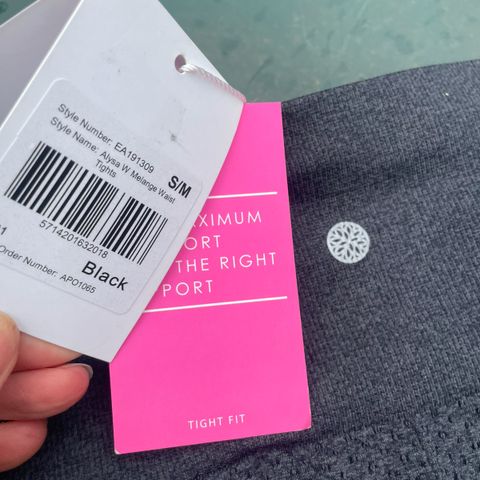 Style Number: EA191309
Style Name: Alysa W Melange Waist
Tights
S/M
5714201632018
Order Number: APO1065
Black
XIMUM
ORT
THE RIGHT
PORT
TIGHT FIT